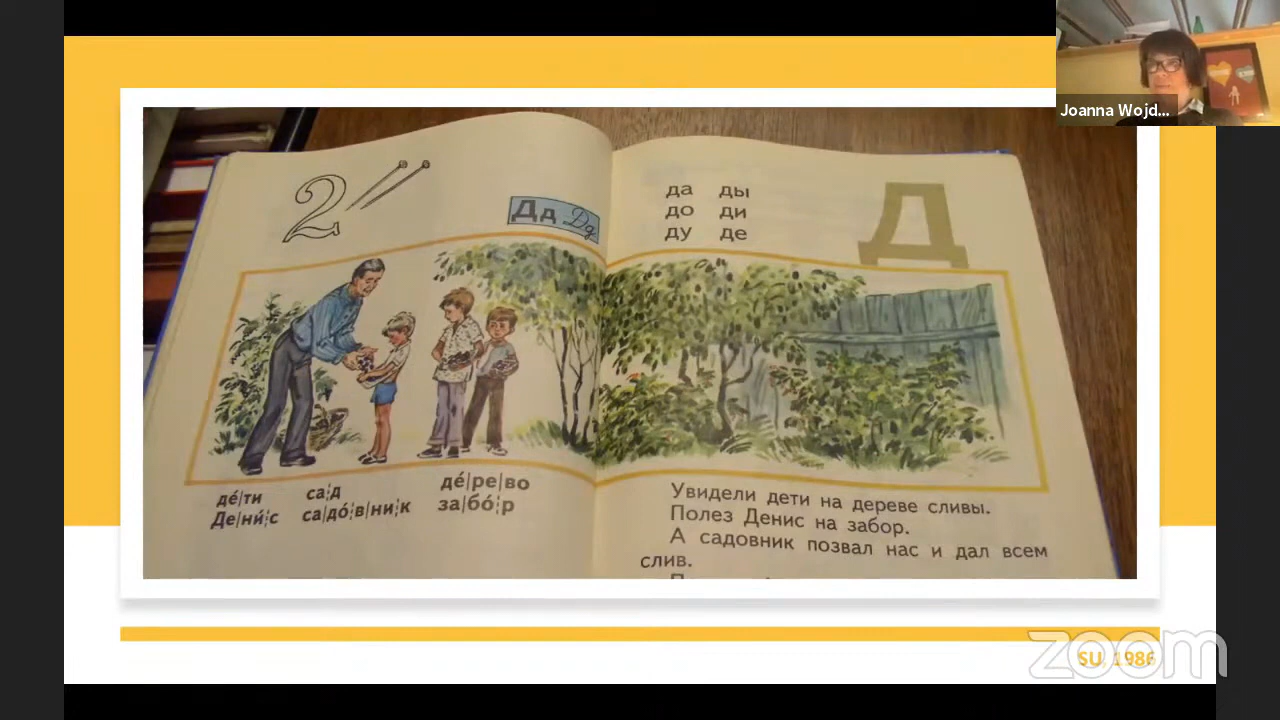 Joanna Wojd...
2
Дд Дд
де́|ти са¦д де́|ре|во
Де|ни́¦с са|до́¦в|ни¦к за|бо́¦р
Д
да ды
до ди
ду де
Увидели дети на дереве сливы.
Полез Денис на забор.
А садовник позвал нас и дал всем
слив.
SU, 1986
zoom